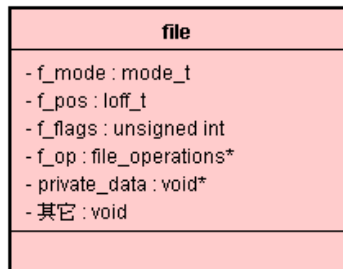 file
- f_mode : mode_t
- f_pos : loff_t
- f_flags : unsigned int
- f_op : file_operations*
- private_data : void*
- 其它 : void